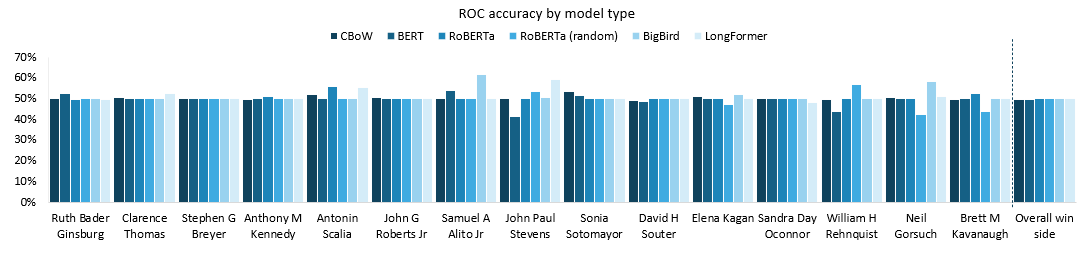 ROC accuracy by model type
CBoW BERT RoBERTa RoBERTa (random) BigBird LongFormer
70%
60%
50%
40%
30%
20%
10%
0%
Ruth Bader Ginsburg
Clarence Thomas
Stephen G Breyer
Anthony M Kennedy
Antonin Scalia
John G Roberts Jr
Samuel A Alito Jr
John Paul Stevens
Sonia Sotomayor
David H Souter
Elena Kagan
Sandra Day Oconnor
William H Rehnquist
Neil Gorsuch
Brett M Kavanaugh
Overall win side